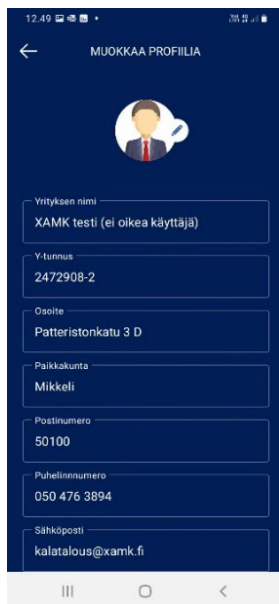 12.49
MUOKKAA PROFIILIA
Yrityksen nimi
XAMK testi (ei oikea käyttäjä)
Y-tunnus
2472908-2
Osoite
Patteristonkatu 3 D
Paikkakunta
Mikkeli
Postinumero
50100
Puhelinnnumero
050 476 3894
Sähköposti
kalatalous@xamk.fi